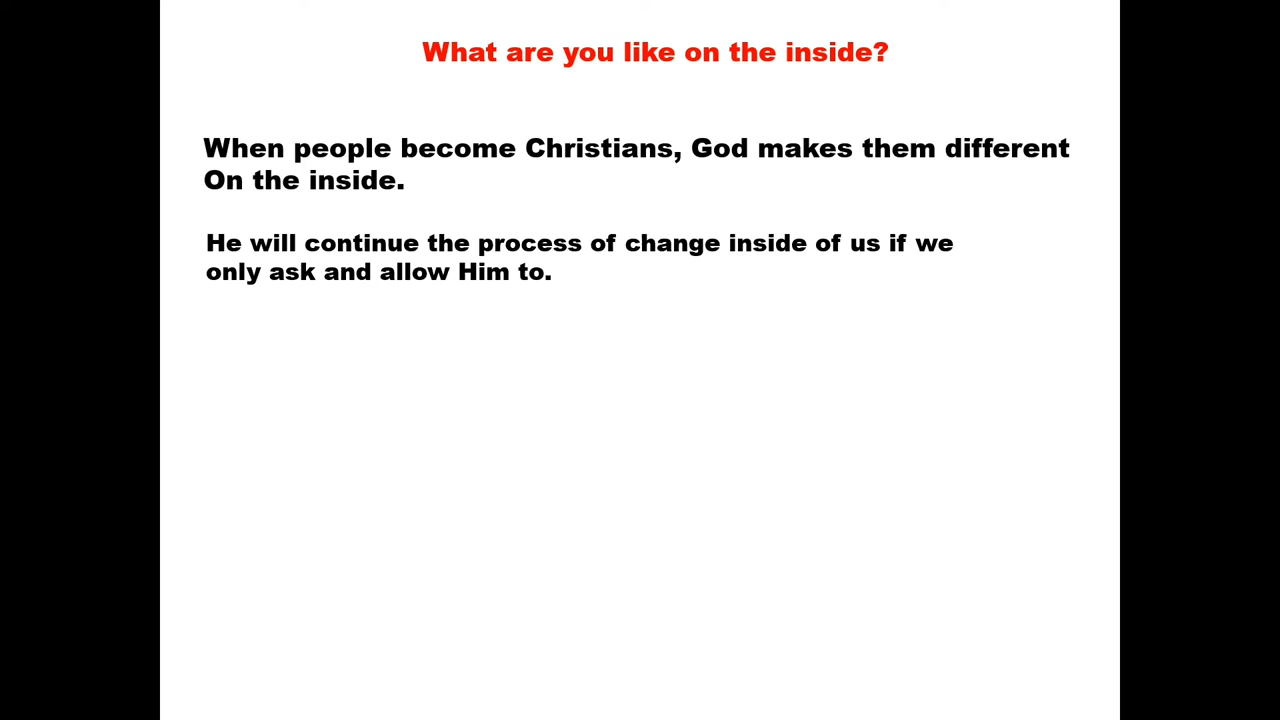 What are you like on the inside?
When people become Christians, God makes them different
On the inside.
He will continue the process of change inside of us if we
only ask and allow Him to.